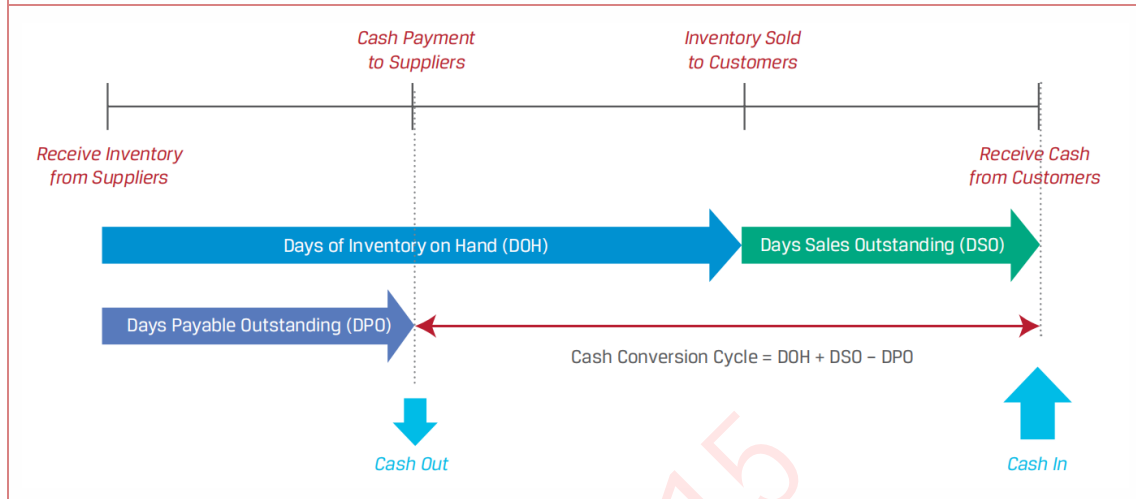 Cash Payment
to Suppliers
Inventory Sold
to Customers
Receive Inventory
from Suppliers
Receive Cash
from Customers
Days of Inventory on Hand (DOH)
Days Sales Outstanding (DSO)
Days Payable Outstanding (DPO)
Cash Conversion Cycle = DOH + DSO – DPO
Cash Out
Cash In
15